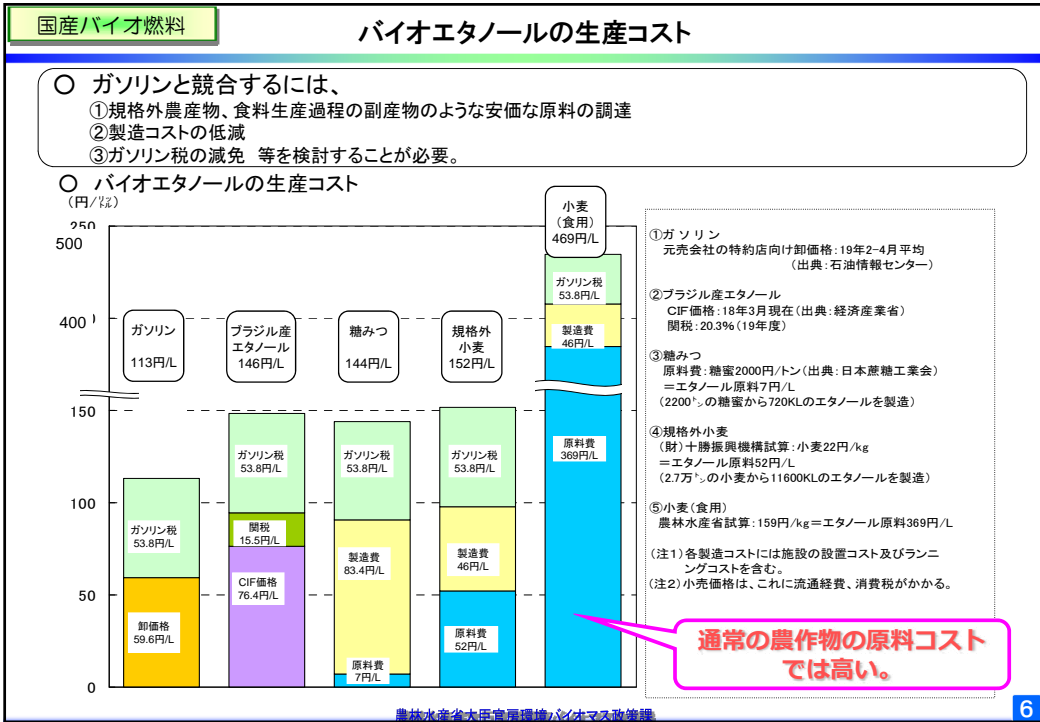 国産バイオ燃料
バイオエタノールの生産コスト
○ ガソリンと競合するには、
①規格外農産物、食料生産過程の副産物のような安価な原料の調達
②製造コストの低減
③ガソリン税の減免 等を検討することが必要。
○ バイオエタノールの生産コスト
(円/㍑)
250
500
400
150
100
50
0
ガソリン
113円/L
ガソリン税
53.8円/L
卸価格
59.6円/L
ブラジル産
エタノール
146円/L
ガソリン税
53.8円/L
関税
15.5円/L
CIF価格
76.4円/L
糖みつ
144円/L
ガソリン税
53.8円/L
製造費
83.4円/L
原料費
7円/L
規格外
小麦
152円/L
ガソリン税
53.8円/L
製造費
46円/L
原料費
52円/L
小麦
(食用)
469円/L
ガソリン税
53.8円/L
製造費
46円/L
原料費
369円/L
①ガ ソ リ ン
元売会社の特約店向け卸価格:19年2-4月平均
(出典:石油情報センター)
②ブラジル産エタノール
CIF価格:18年3月現在(出典:経済産業省)
関税:20.3%(19年度)
③糖みつ
原料費:糖蜜2000円/トン(出典:日本蔗糖工業会)
=エタノール原料7円/L
(2200㌧の糖蜜から720KLのエタノールを製造)
④規格外小麦
(財)十勝振興機構試算:小麦22円/kg
=エタノール原料52円/L
(2.7万㌧の小麦から11600KLのエタノールを製造)
⑤小麦(食用)
農林水産省試算:159円/kg=エタノール原料369円/L
(注1)各製造コストには施設の設置コスト及びランニ
ングコストを含む。
(注2)小売価格は、これに流通経費、消費税がかかる。
通常の農作物の原料コスト
では高い。
農林水産省大臣官房環境バイオマス政策課
6